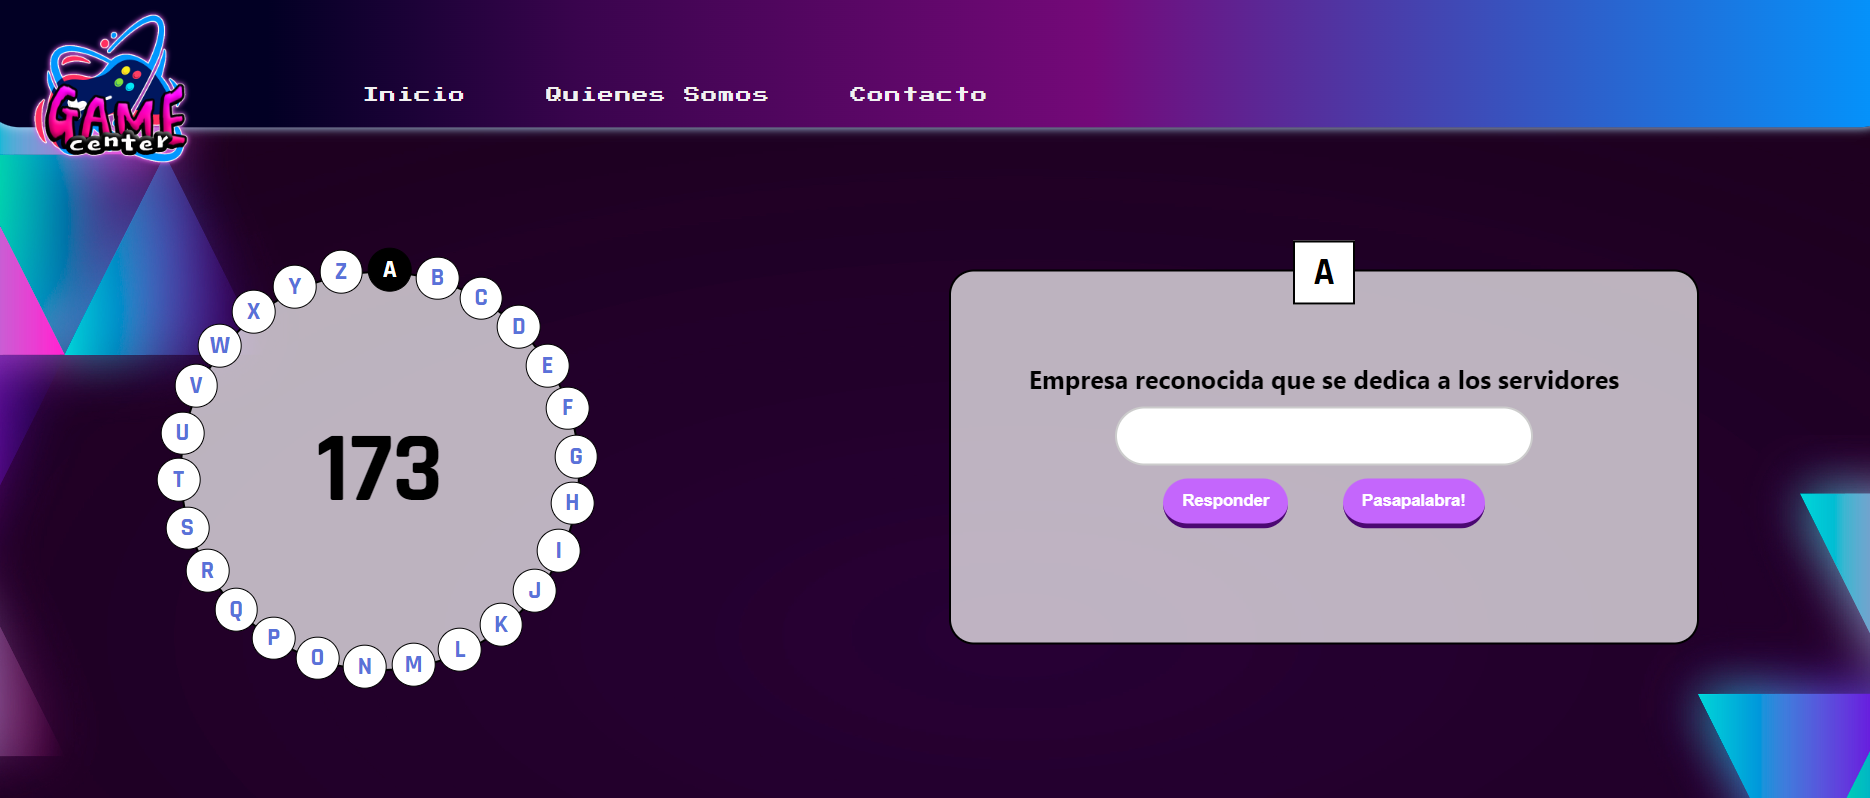 GAME
center
Inicio Quienes Somos Contacto
A
B
C
D
E
F
G
H
I
J
K
L
M
N
O
P
Q
R
S
T
U
V
W
X
Y
Z
173
A
Empresa reconocida que se dedica a los servidores
Responder Pasapalabra!